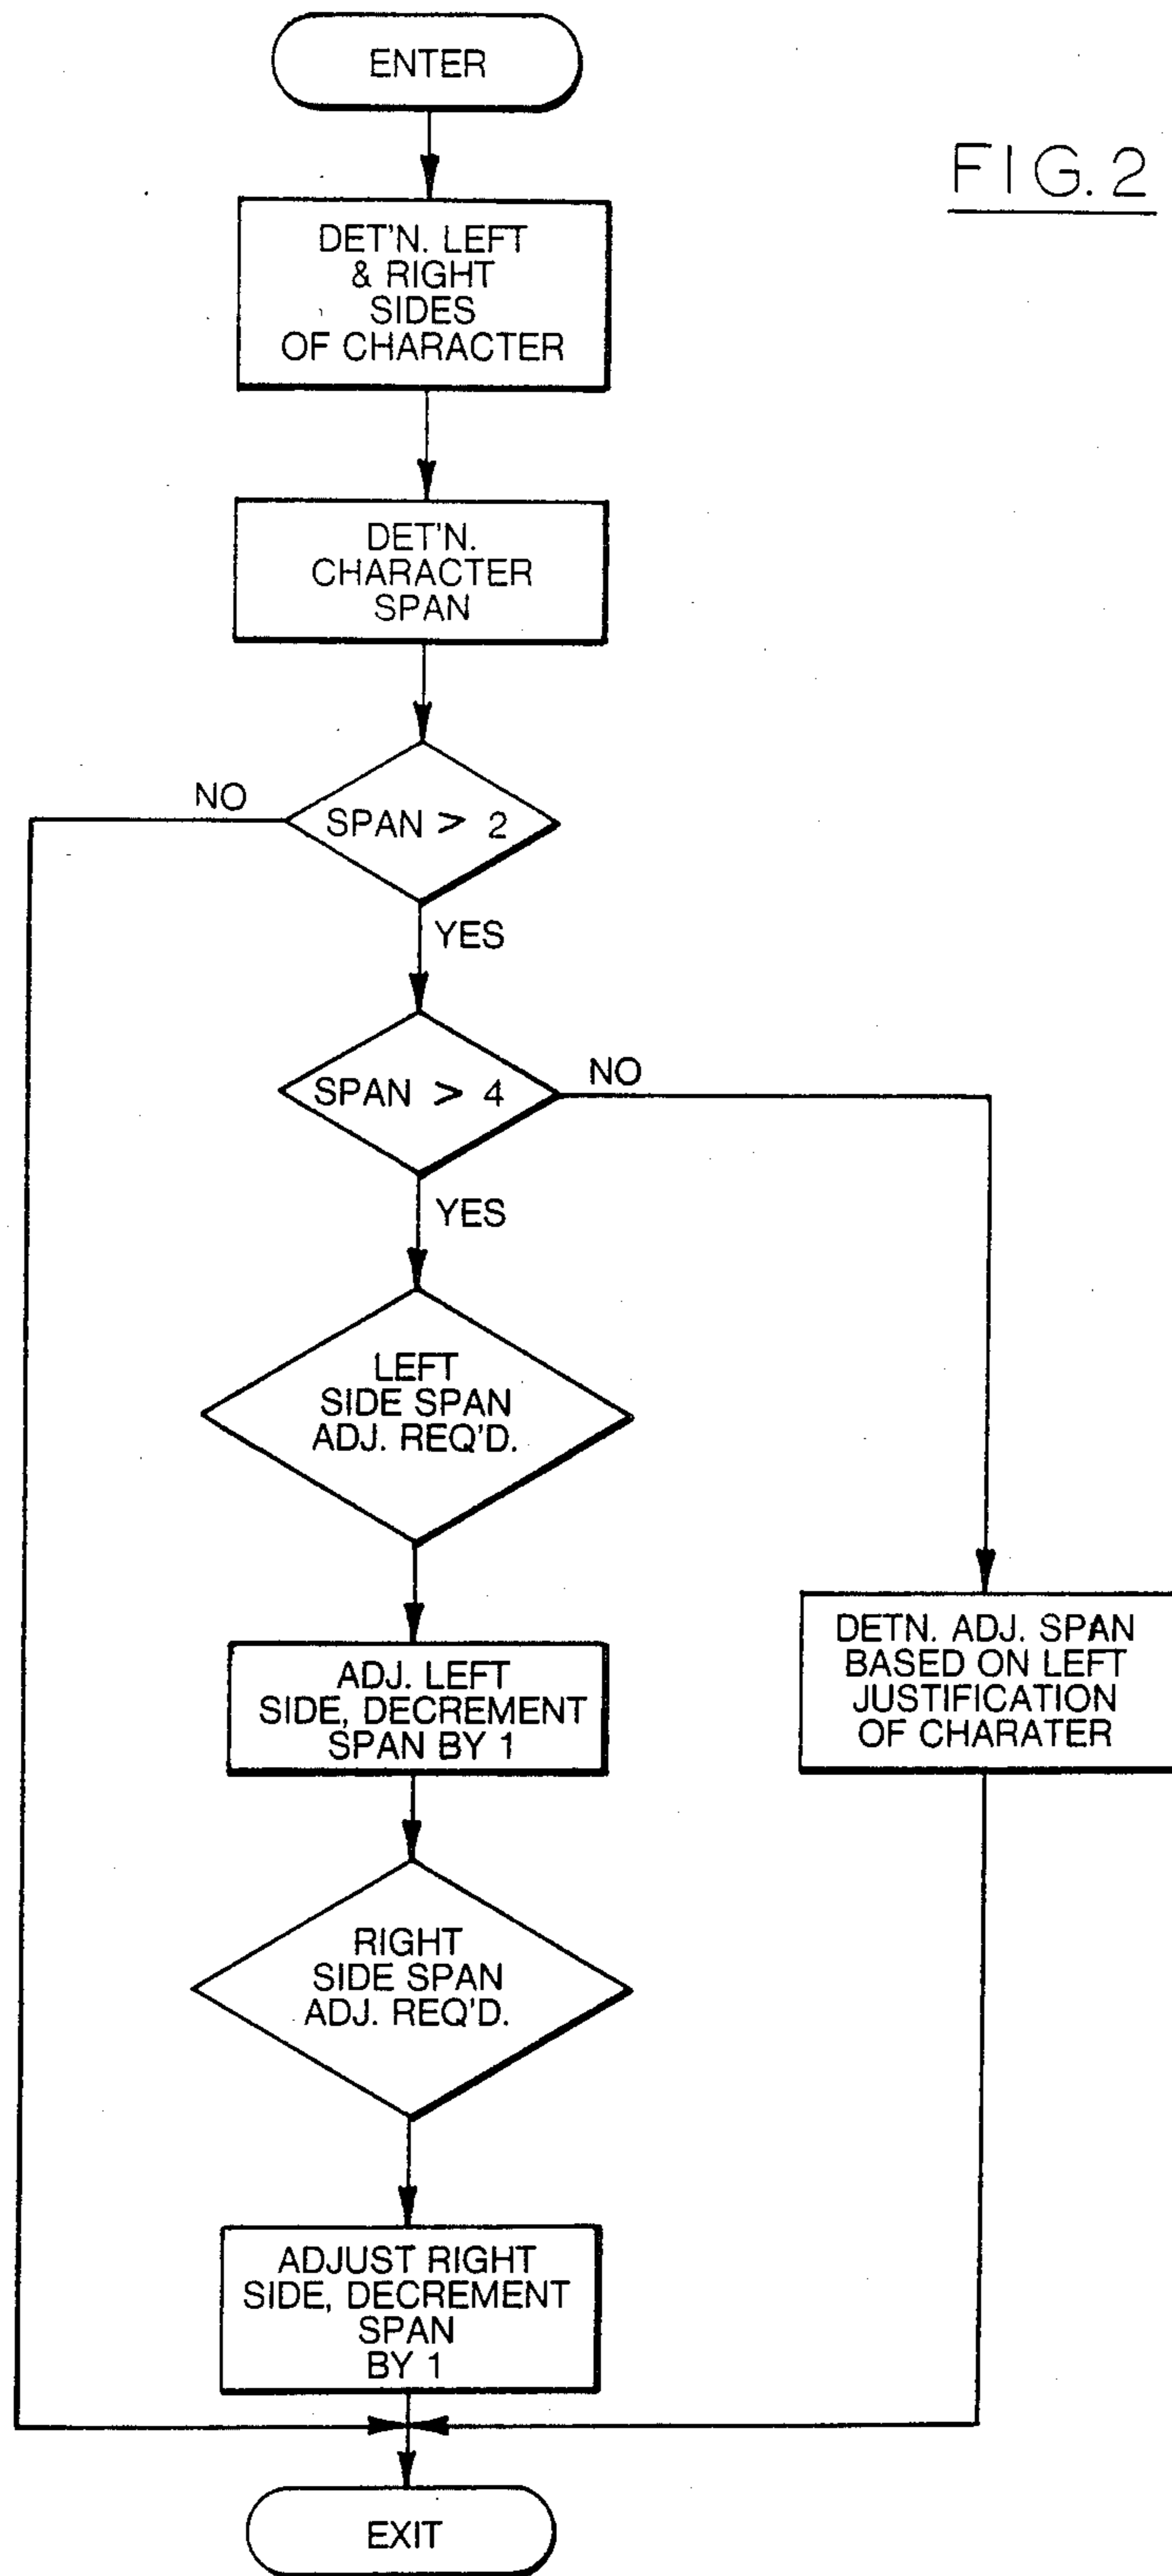 ENTER
FIG. 2
DET'N. LEFT
& RIGHT
SIDES
OF CHARACTER
DET'N.
CHARACTER
SPAN
NO
SPAN > 2
YES
SPAN > 4
NO
YES
LEFT
SIDE SPAN
ADJ. REQ'D.
ADJ. LEFT
SIDE, DECREMENT
SPAN BY 1
DETN. ADJ. SPAN
BASED ON LEFT
JUSTIFICATION
OF CHARATER
RIGHT
SIDE SPAN
ADJ. REQ'D.
ADJUST RIGHT
SIDE, DECREMENT
SPAN
BY 1
EXIT